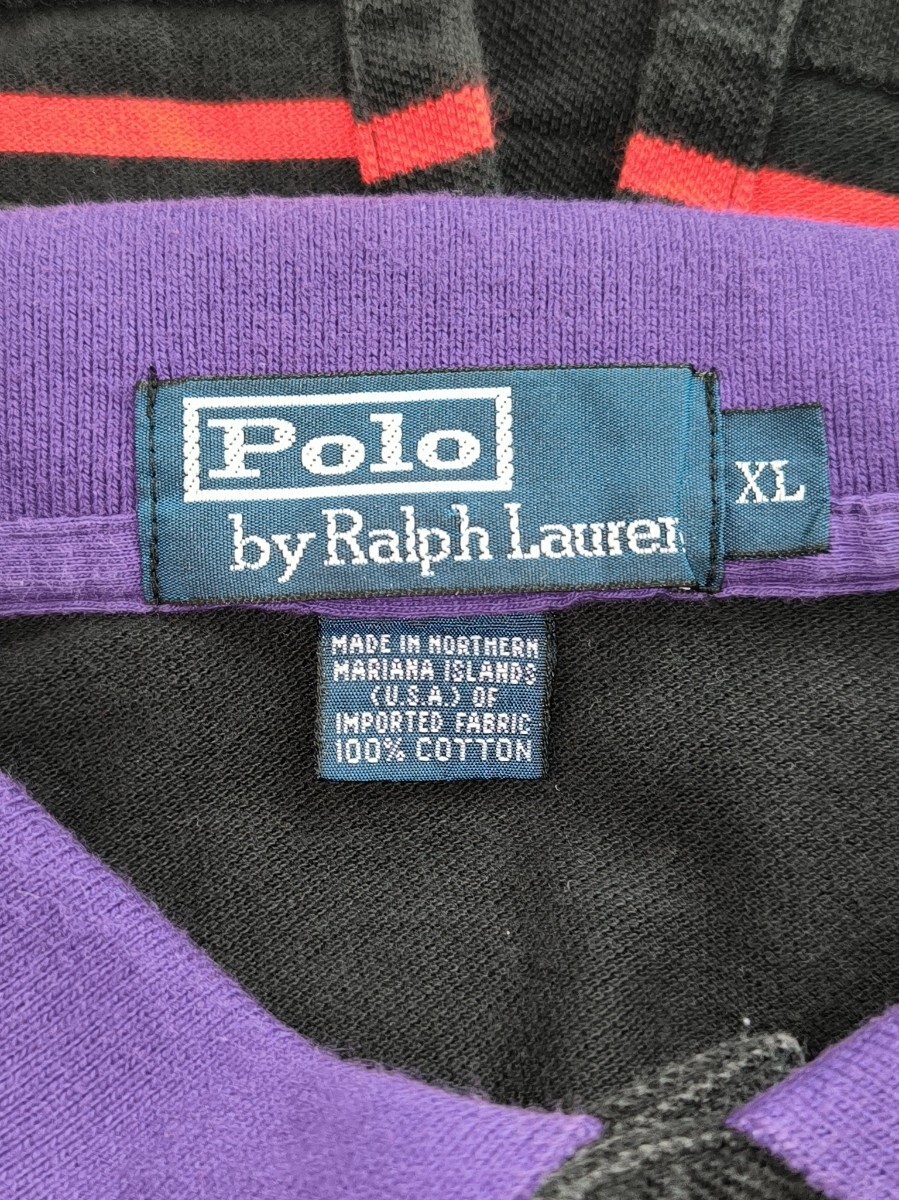 Polo
by Ralph Lauren
XL
MADE IN NORTHERN
MARIANA ISLANDS
(U.S.A.) OF
IMPORTED FABRIC
100% COTTON